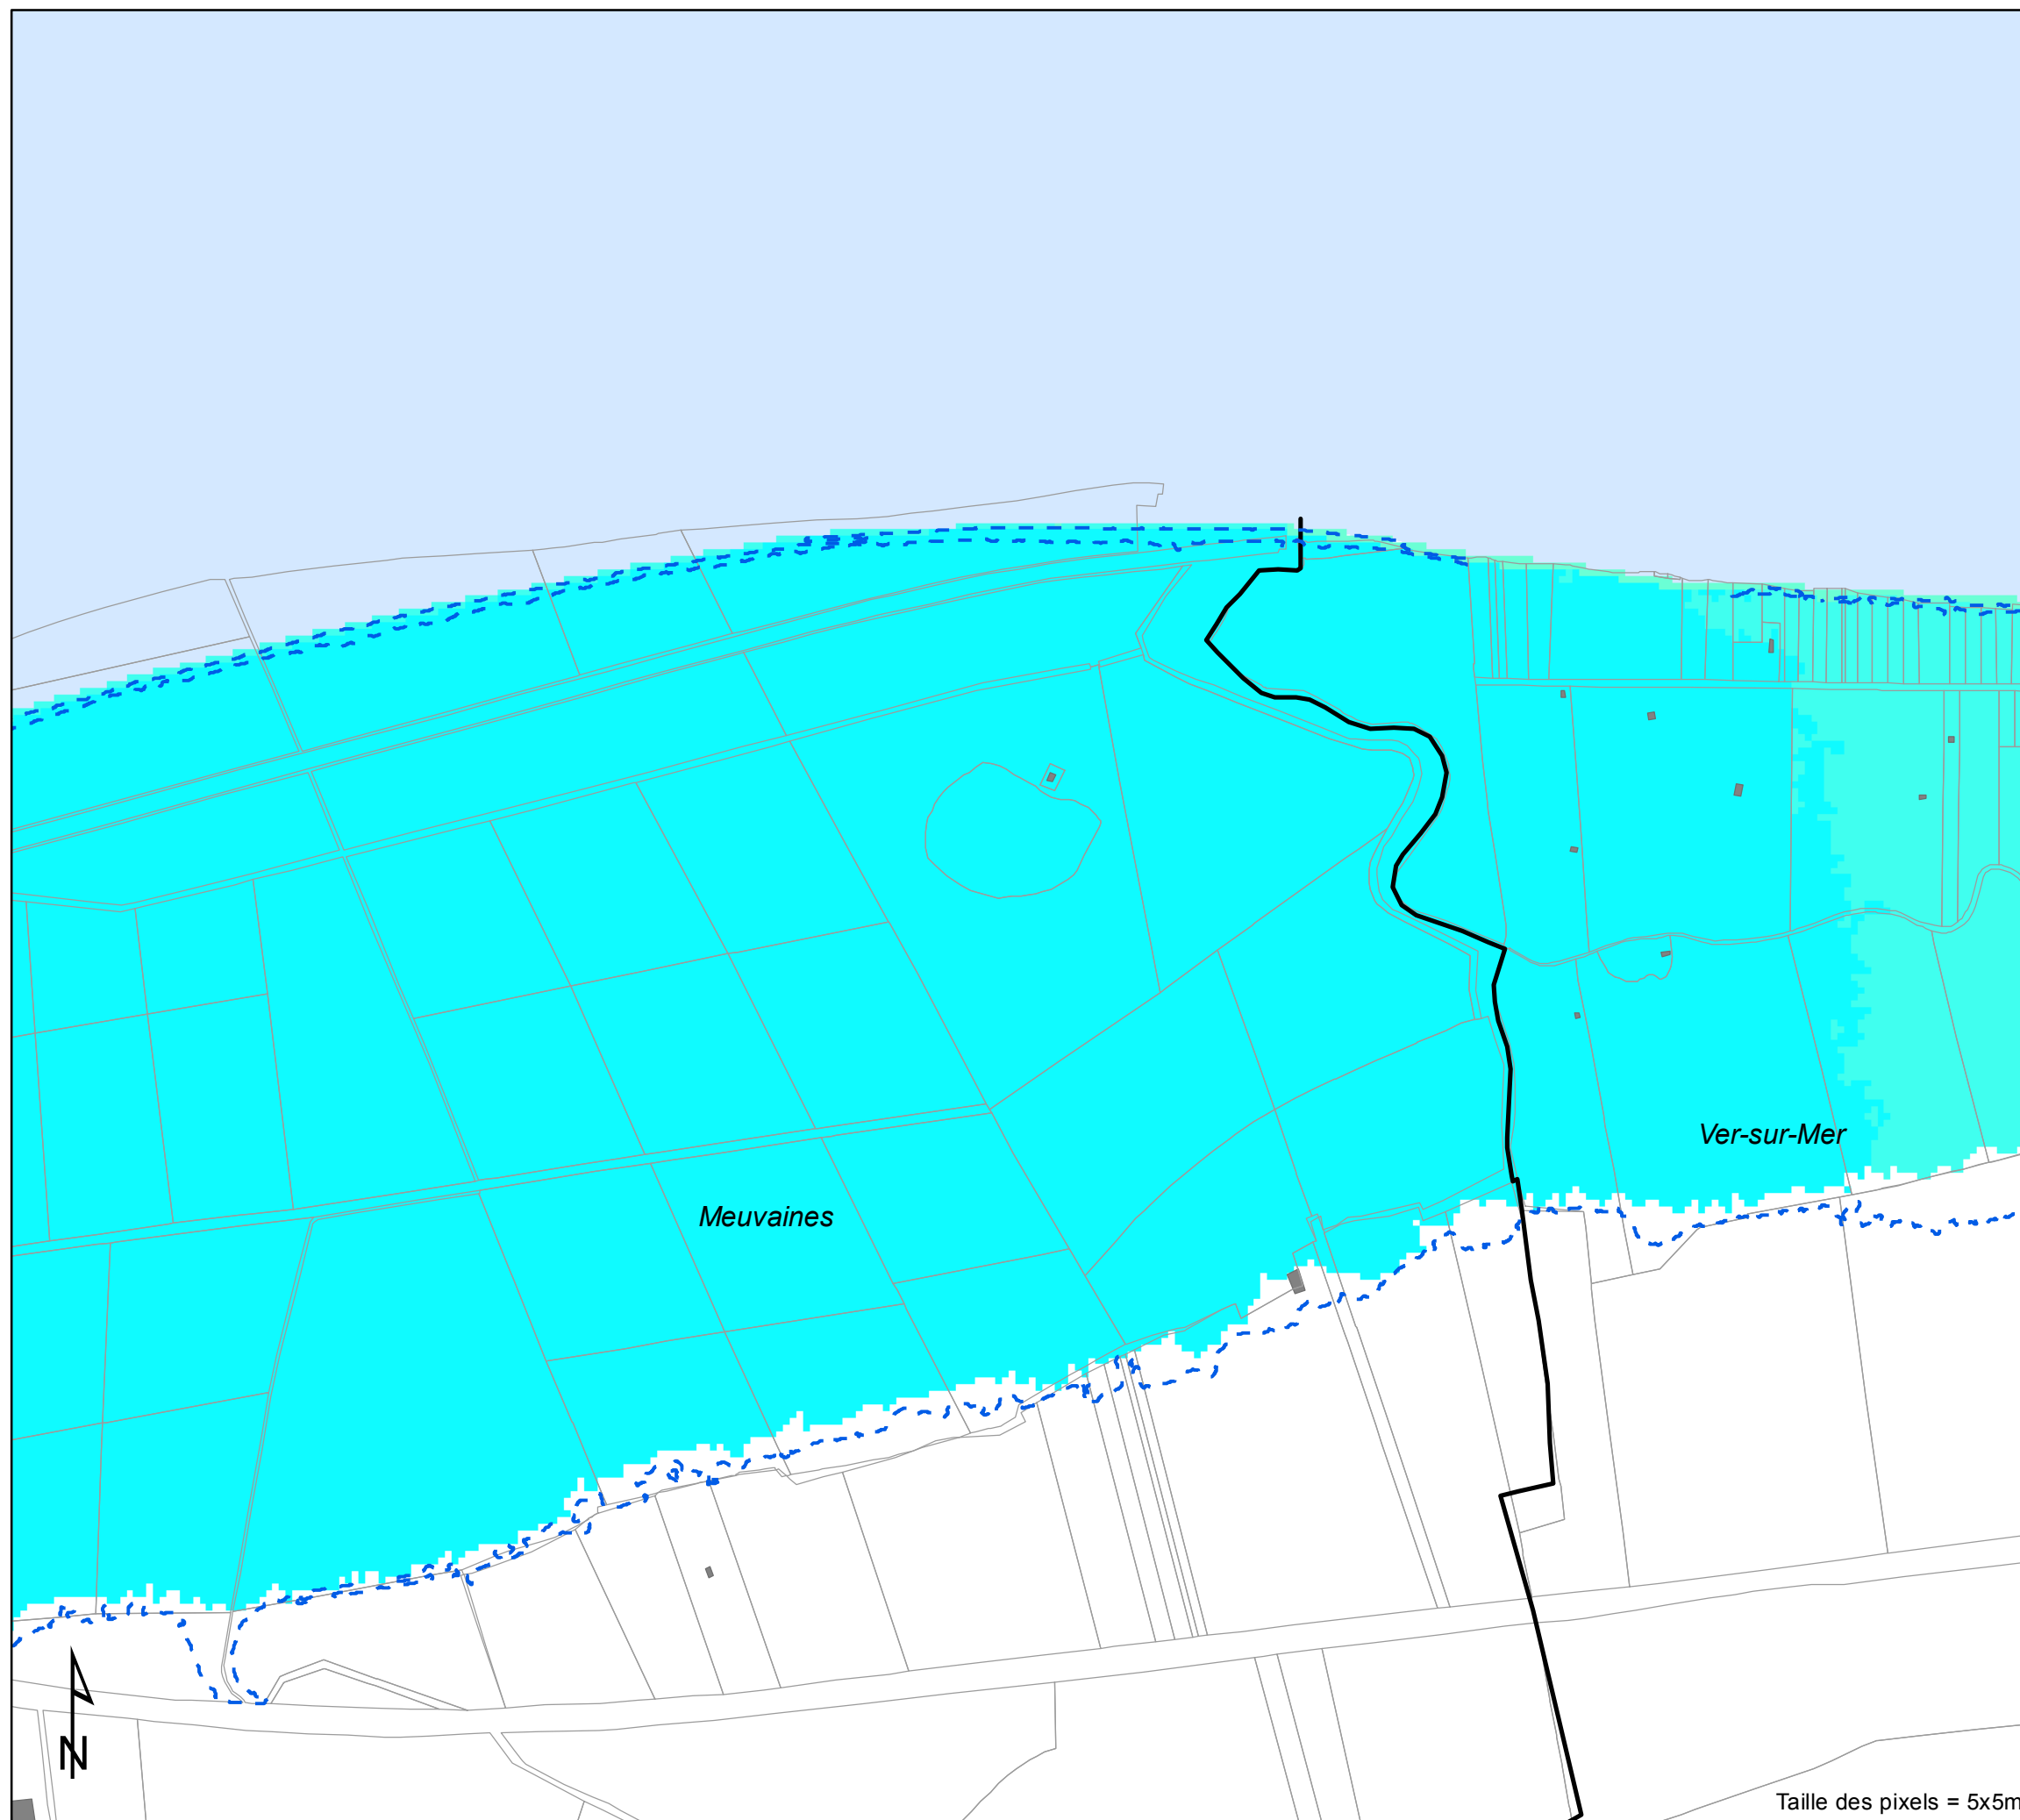 Ver-sur-Mer
Meuvaines
N
Taille des pixels = 5x5m